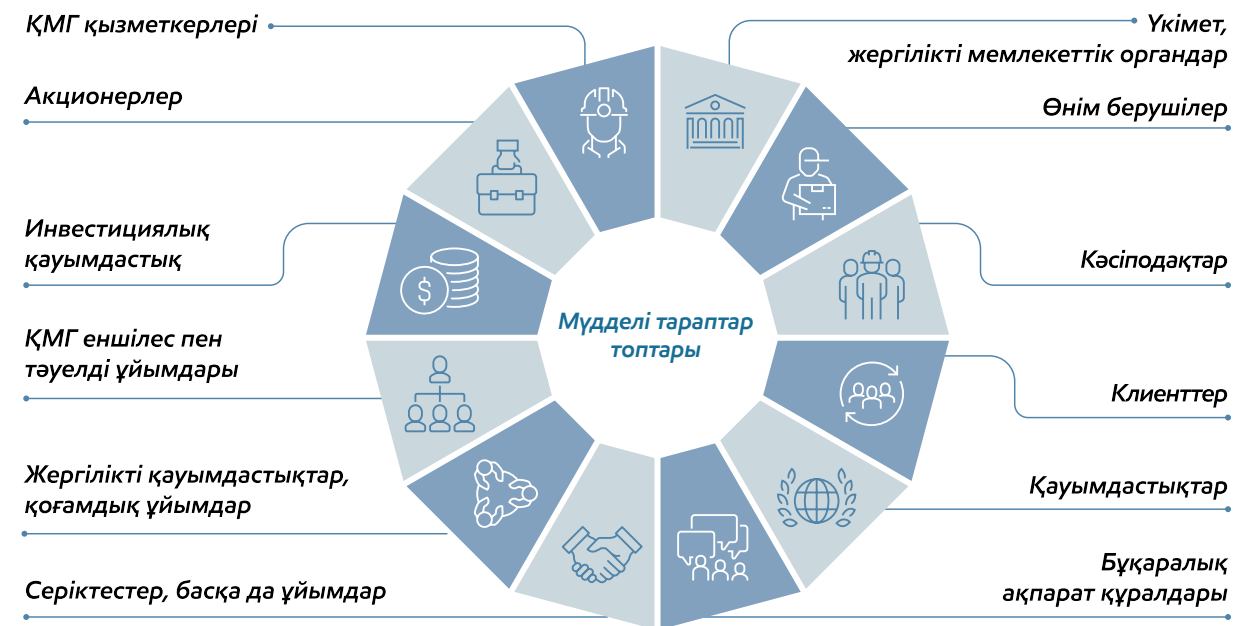 ҚМГ қызметкерлері
Акционерлер
Инвестициялық
қауымдастық
ҚМГ еншілес пен
тәуелді ұйымдары
Жергілікті қауымдастықтар,
қоғамдық ұйымдар
Серіктестер, басқа да ұйымдар
Мүдделі тараптар
топтары
Үкімет,
жергілікті мемлекеттік органдар
Өнім берушілер
Кәсіподақтар
Клиенттер
Қауымдастықтар
Бұқаралық
ақпарат құралдары
$